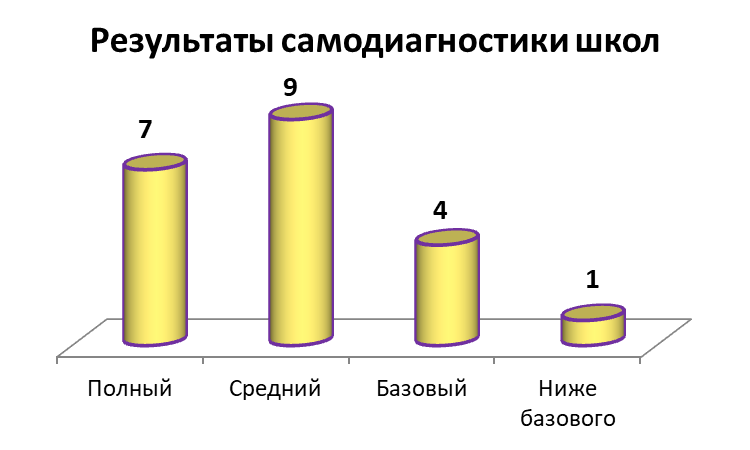 Результаты самодиагностики школ
7
9
4
1
Полный
Средний
Базовый
Ниже
базового